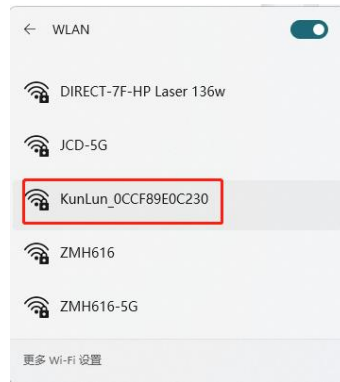 WLAN
DIRECT-7F-HP Laser 136w
JCD-5G
KunLun_0CCF89E0C230
ZMH616
ZMH616-5G
更多 Wi-Fi 设置